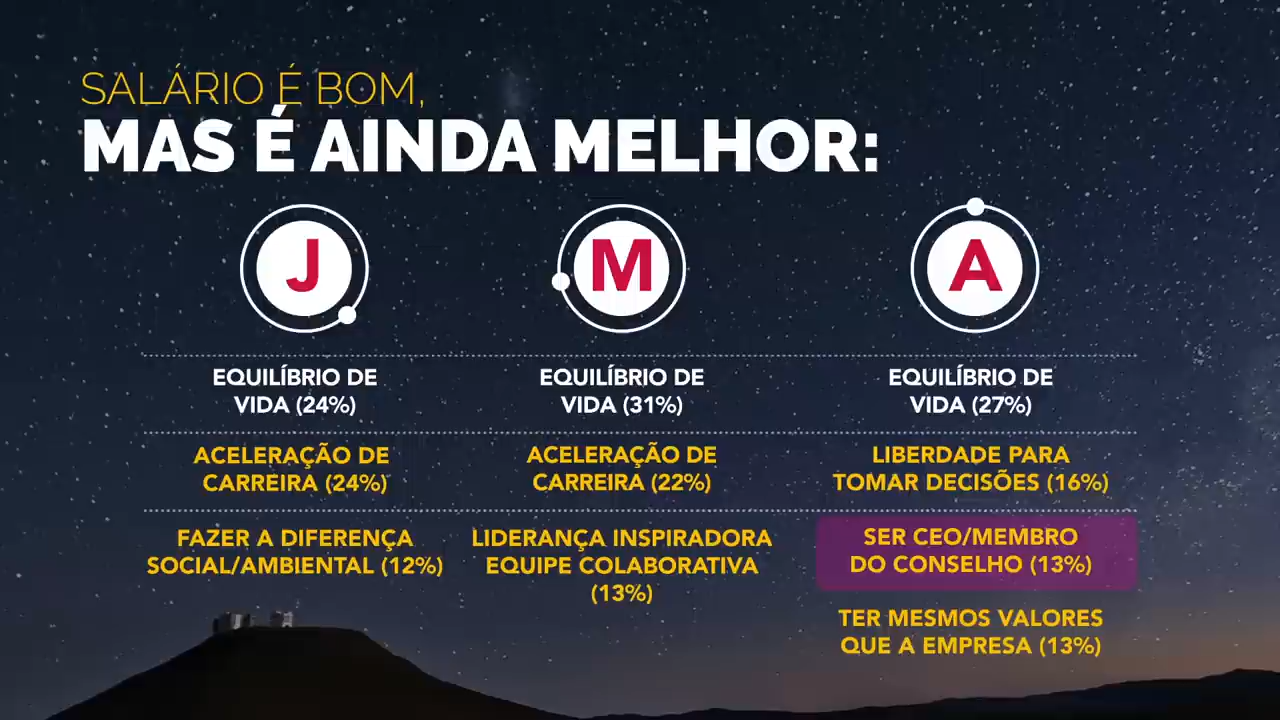 SALÁRIO É BOM,
MAS É AINDA MELHOR:
J
M
A
EQUILÍBRIO DE
VIDA (24%)
EQUILÍBRIO DE
VIDA (31%)
EQUILÍBRIO DE
VIDA (27%)
ACELERAÇÃO DE
CARREIRA (24%)
ACELERAÇÃO DE
CARREIRA (22%)
LIBERDADE PARA
TOMAR DECISÕES (16%)
FAZER A DIFERENÇA
SOCIAL/AMBIENTAL (12%)
LIDERANÇA INSPIRADORA
EQUIPE COLABORATIVA
(13%)
SER CEO/MEMBRO
DO CONSELHO (13%)
TER MESMOS VALORES
QUE A EMPRESA (13%)